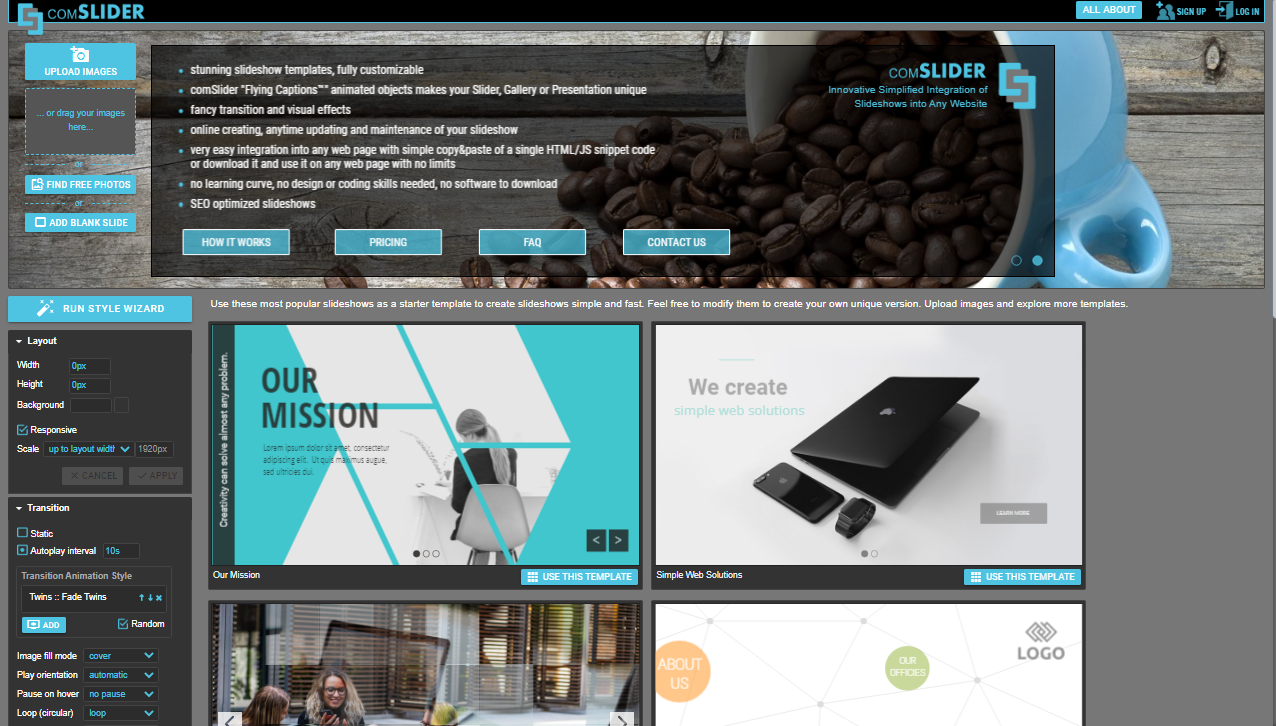 comSLIDER
ALL ABOUT
SIGN UP
LOG IN
UPLOAD IMAGES
... or drag your images
here...
or
FIND FREE PHOTOS
or
ADD BLANK SLIDE
stunning slideshow templates, fully customizable
comSlider "Flying Captions™" animated objects makes your Slider, Gallery or Presentation unique
fancy transition and visual effects
online creating, anytime updating and maintenance of your slideshow
very easy integration into any web page with simple copy&paste of a single HTML/JS snippet code
or download it and use it on any web page with no limits
no learning curve, no design or coding skills needed, no software to download
SEO optimized slideshows
HOW IT WORKS
PRICING
FAQ
CONTACT US
comSLIDER
Innovative Simplified Integration of
Slideshows into Any Website
RUN STYLE WIZARD
Layout
Width 0px
Height 0px
Background
Responsive
Scale up to layout width 1920px
CANCEL
APPLY
Transition
Static
Autoplay interval 10s
Transition Animation Style
Twins :: Fade Twins
ADD
Random
Image fill mode cover
Play orientation automatic
Pause on hover no pause
Loop (circular) loop
Use these most popular slideshows as a starter template to create slideshows simple and fast. Feel free to modify them to create your own unique version. Upload images and explore more templates.
Creativity can solve almost any problem.
OUR
MISSION
Lorem ipsum dolor sit amet, consectetur
adipiscing elit. Ut quis maximus augue,
sed ultricies dui.
< >
Our Mission
USE THIS TEMPLATE
We create
simple web solutions
LEARN MORE
Simple Web Solutions
USE THIS TEMPLATE
ABOUT
US
OUR
OFFICIES
LOGO